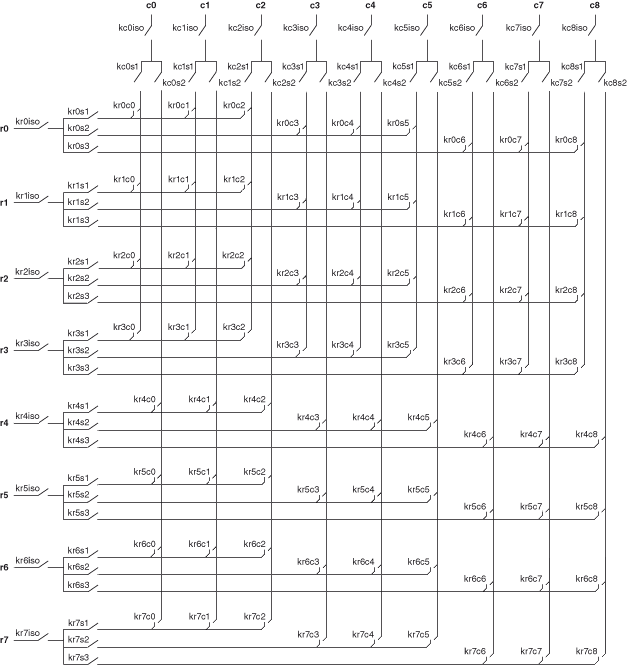 c0 c1 c2 c3 c4 c5 c6 c7 c8
kc0iso kc1iso kc2iso kc3iso kc4iso kc5iso kc6iso kc7iso kc8iso
kc0s1 kc1s1 kc2s1 kc3s1 kc4s1 kc5s1 kc6s1 kc7s1 kc8s1
kc0s2 kc1s2 kc2s2 kc3s2 kc4s2 kc5s2 kc6s2 kc7s2 kc8s2
kr0s1 kr0c0 kr0c1 kr0c2
kr0iso kr0c3 kr0c4 kr0s5
r0 kr0s2
kr0s3 kr0c6 kr0c7 kr0c8
kr1s1 kr1c0 kr1c1 kr1c2
kr1iso kr1c3 kr1c4 kr1c5
r1 kr1s2
kr1s3 kr1c6 kr1c7 kr1c8
kr2s1 kr2c0 kr2c1 kr2c2
kr2iso kr2c3 kr2c4 kr2c5
r2 kr2s2
kr2s3 kr2c6 kr2c7 kr2c8
kr3s1 kr3c0 kr3c1 kr3c2
kr3iso kr3c3 kr3c4 kr3c5
r3 kr3s2
kr3s3 kr3c6 kr3c7 kr3c8
kr4s1 kr4c0 kr4c1 kr4c2
kr4iso kr4c3 kr4c4 kr4c5
r4 kr4s2
kr4s3 kr4c6 kr4c7 kr4c8
kr5s1 kr5c0 kr5c1 kr5c2
kr5iso kr5c3 kr5c4 kr5c5
r5 kr5s2
kr5s3 kr5c6 kr5c7 kr5c8
kr6s1 kr6c0 kr6c1 kr6c2
kr6iso kr6c3 kr6c4 kr6c5
r6 kr6s2
kr6s3 kr6c6 kr6c7 kr6c8
kr7s1 kr7c0 kr7c1 kr7c2
kr7iso kr7c3 kr7c4 kr7c5
r7 kr7s2
kr7s3 kr7c6 kr7c7 kr7c8